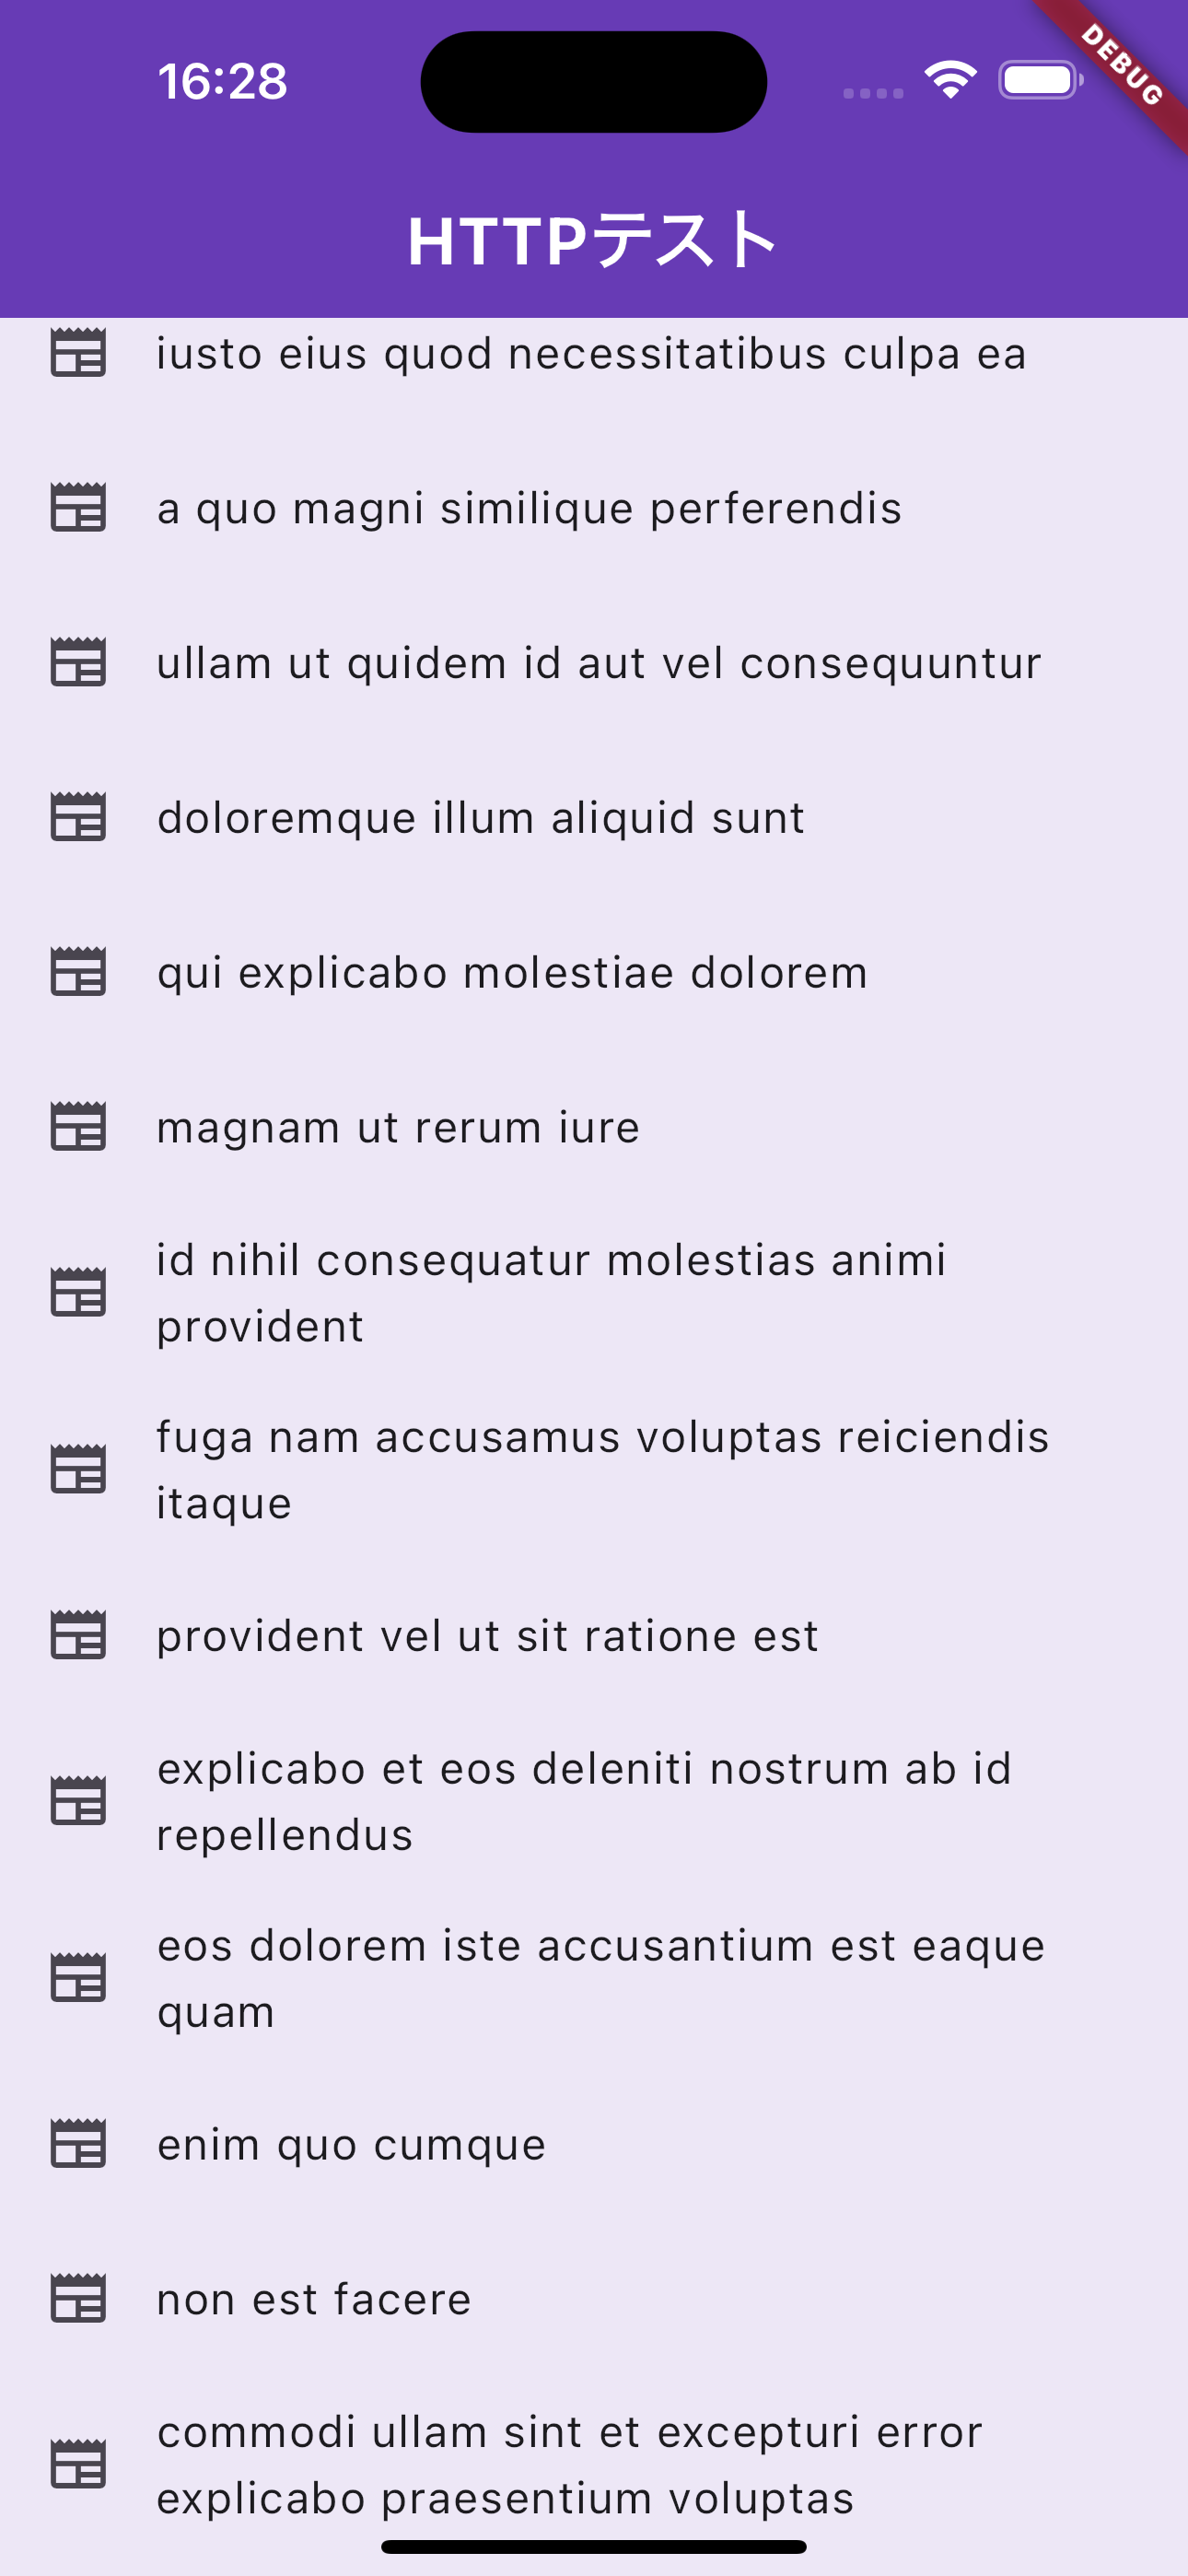 16:28
DEBUG
HTTPテスト
iusto eius quod necessitatibus culpa ea
a quo magni similique perferendis
ullam ut quidem id aut vel consequuntur
doloremque illum aliquid sunt
qui explicabo molestiae dolorem
magnam ut rerum iure
id nihil consequatur molestias animi
provident
fuga nam accusamus voluptas reiciendis
itaque
provident vel ut sit ratione est
explicabo et eos deleniti nostrum ab id
repellendus
eos dolorem iste accusantium est eaque
quam
enim quo cumque
non est facere
commodi ullam sint et excepturi error
explicabo praesentium voluptas